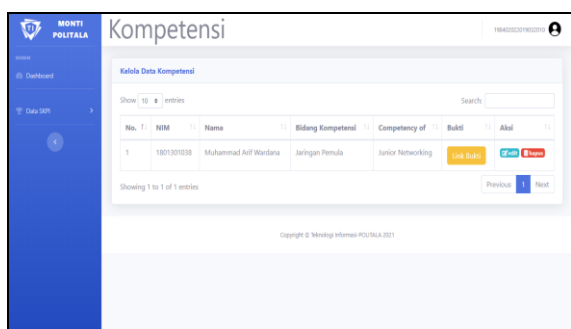 MONTI
POLITALA
Kompetensi
Dashboard
Data SKPI
Kelola Data Kompetensi
Show 10 entries
Search:
No. NIM Nama Bidang Kompetensi Competency of Bukti Aksi
1 1801301038 Muhammad Arif Wardana Jaringan Pemula Junior Networking Link Bukti edit hapus
Showing 1 to 1 of 1 entries
Previous 1 Next
Copyright © Teknologi Informasi POLITALA 2021